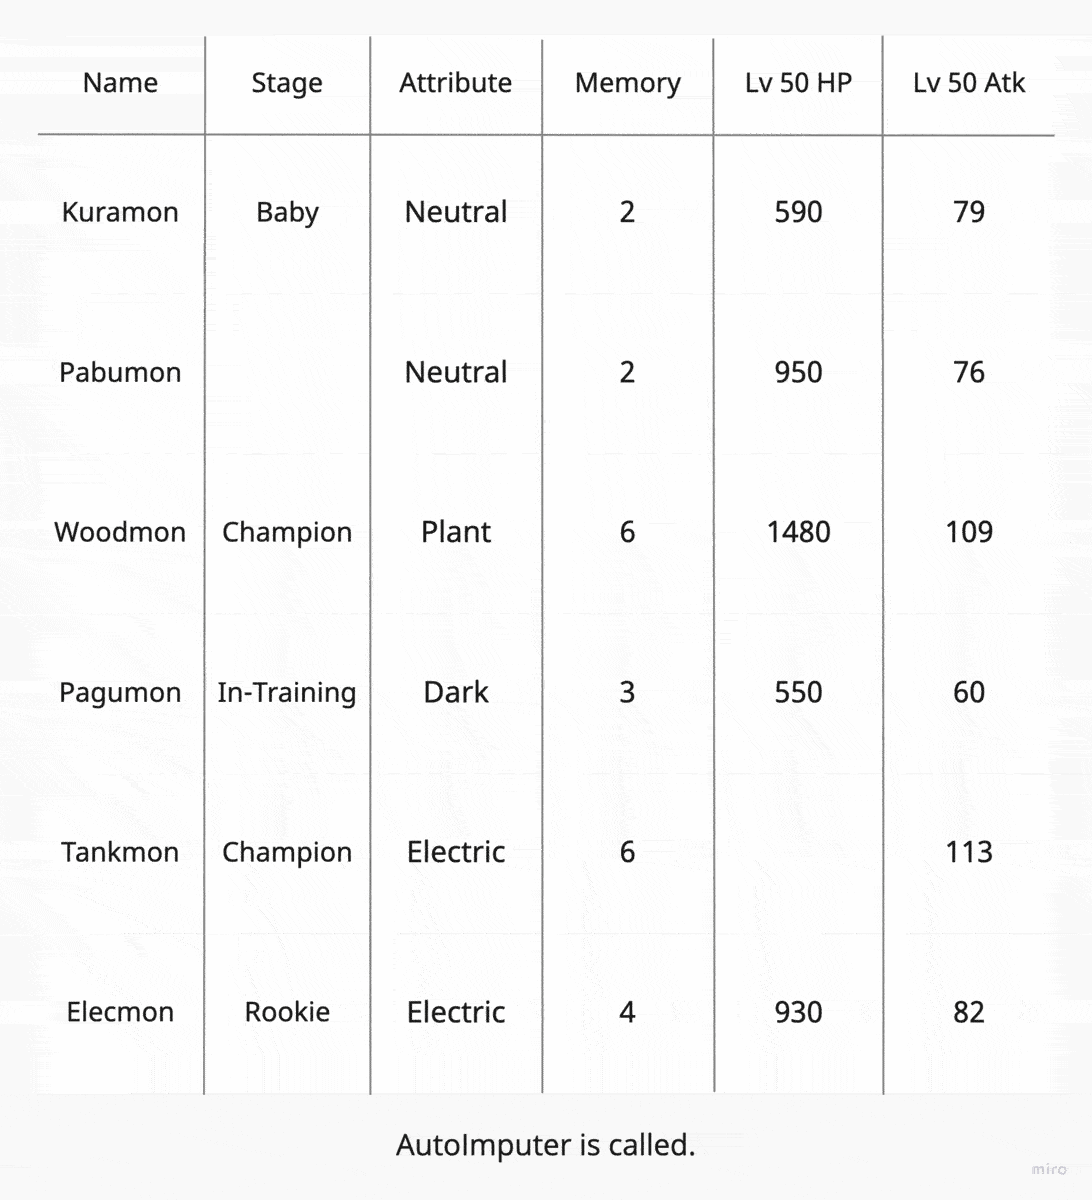 Name Stage Attribute Memory Lv 50 HP Lv 50 Atk
Kuramon Baby Neutral 2 590 79
Pabumon Neutral 2 950 76
Woodmon Champion Plant 6 1480 109
Pagumon In-Training Dark 3 550 60
Tankmon Champion Electric 6 113
Elecmon Rookie Electric 4 930 82
AutoImputer is called.
miro